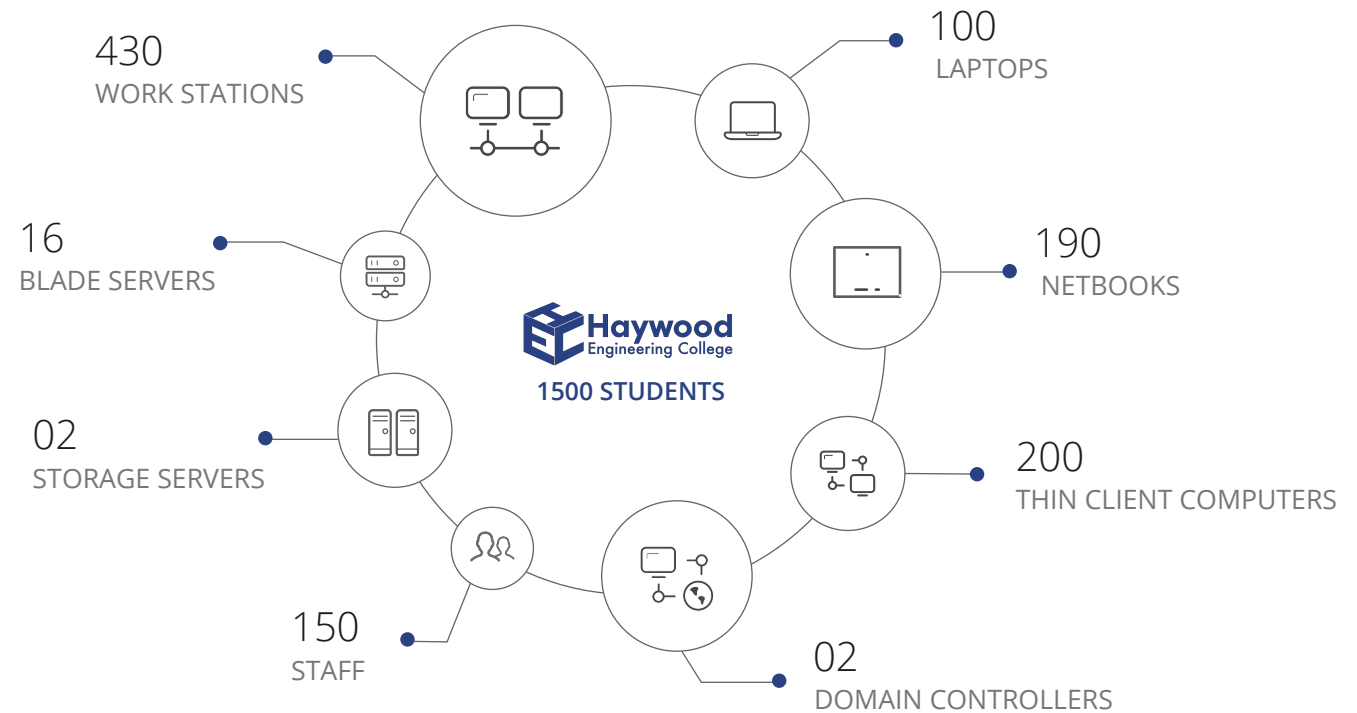 430
WORK STATIONS
100
LAPTOPS
16
BLADE SERVERS
190
NETBOOKS
HEC Haywood
Engineering College
1500 STUDENTS
02
STORAGE SERVERS
200
THIN CLIENT COMPUTERS
150
STAFF
02
DOMAIN CONTROLLERS